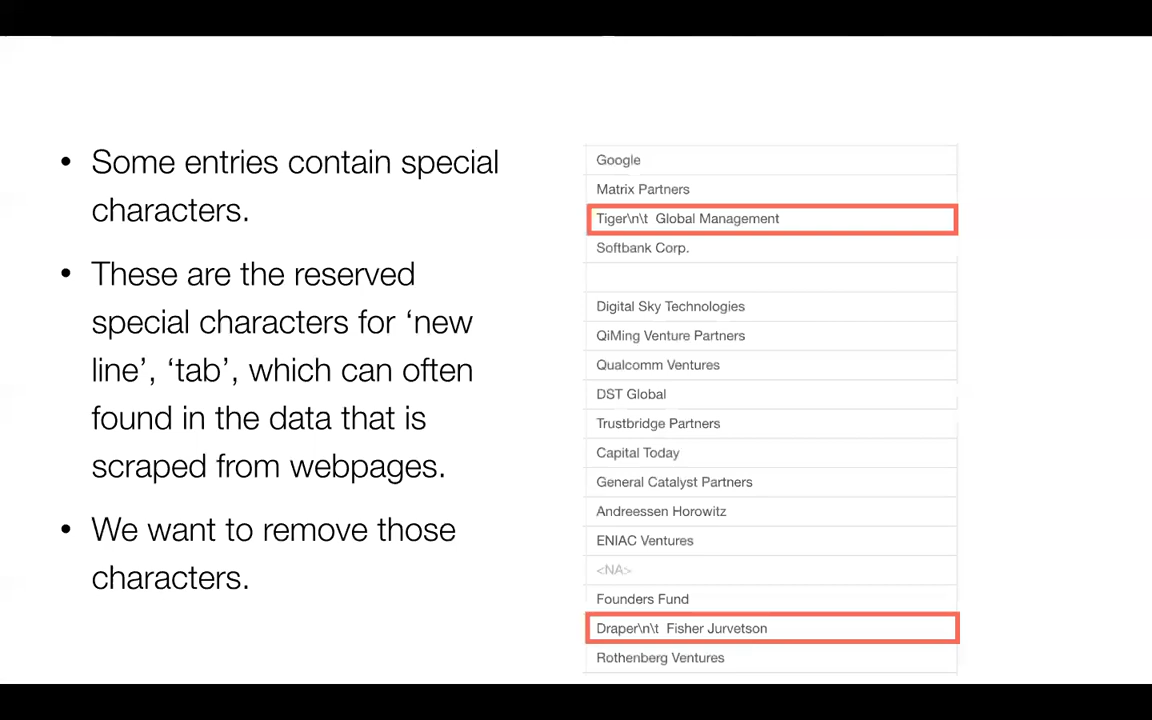 • Some entries contain special
characters.
• These are the reserved
special characters for ‘new
line’, ‘tab’, which can often
found in the data that is
scraped from webpages.
• We want to remove those
characters.
Google
Matrix Partners
Tiger\n\t  Global Management
Softbank Corp.
Digital Sky Technologies
QiMing Venture Partners
Qualcomm Ventures
DST Global
Trustbridge Partners
Capital Today
General Catalyst Partners
Andreessen Horowitz
ENIAC Ventures
<NA>
Founders Fund
Draper\n\t  Fisher Jurvetson
Rothenberg Ventures